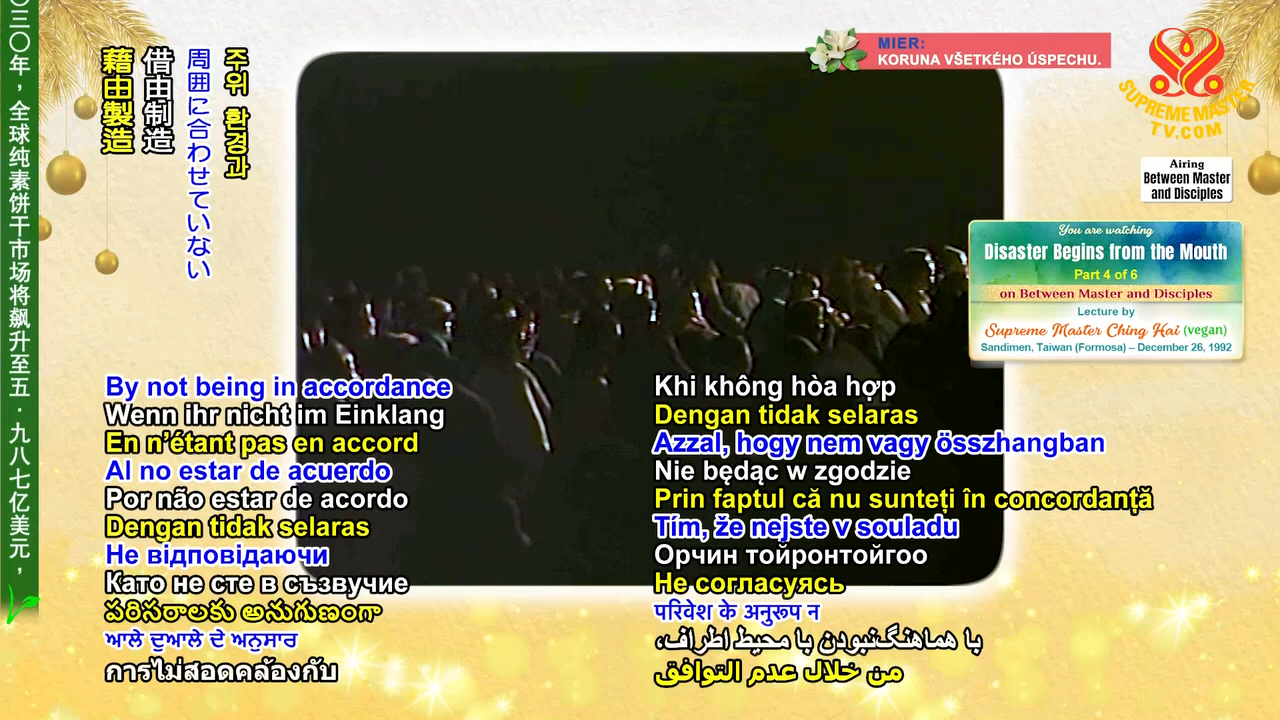 〇三〇年，全球纯素饼干市场将飙升至五．九八七亿美元，
藉由製造
借由制造
周囲に合わせていない
주위 환경과
MIER:
KORUNA VŠETKÉHO ÚSPECHU.
SUPREME MASTER
TV.COM
Airing
Between Master
and Disciples
You are watching
Disaster Begins from the Mouth
Part 4 of 6
on Between Master and Disciples
Lecture by
Supreme Master Ching Hai (vegan)
Sandimen, Taiwan (Formosa) – December 26, 1992
By not being in accordance
Wenn ihr nicht im Einklang
En n’étant pas en accord
Al no estar de acuerdo
Por não estar de acordo
Dengan tidak selaras
Не відповідаючи
Като не сте в съзвучие
పరిసరాలకు అనుగుణంగా
ਆਲੇ ਦੁਆਲੇ ਦੇ ਅਨੁਸਾਰ
การไม่สอดคล้องกับ
Khi không hòa hợp
Dengan tidak selaras
Azzal, hogy nem vagy összhangban
Nie będąc w zgodzie
Prin faptul că nu sunteți în concordanță
Tím, že nejste v souladu
Орчин тойронтойгоо
Не согласуясь
परिवेश के अनुरूप न
با هماهنگ‌نبودن با محیط اطراف،
من خلال عدم التوافق